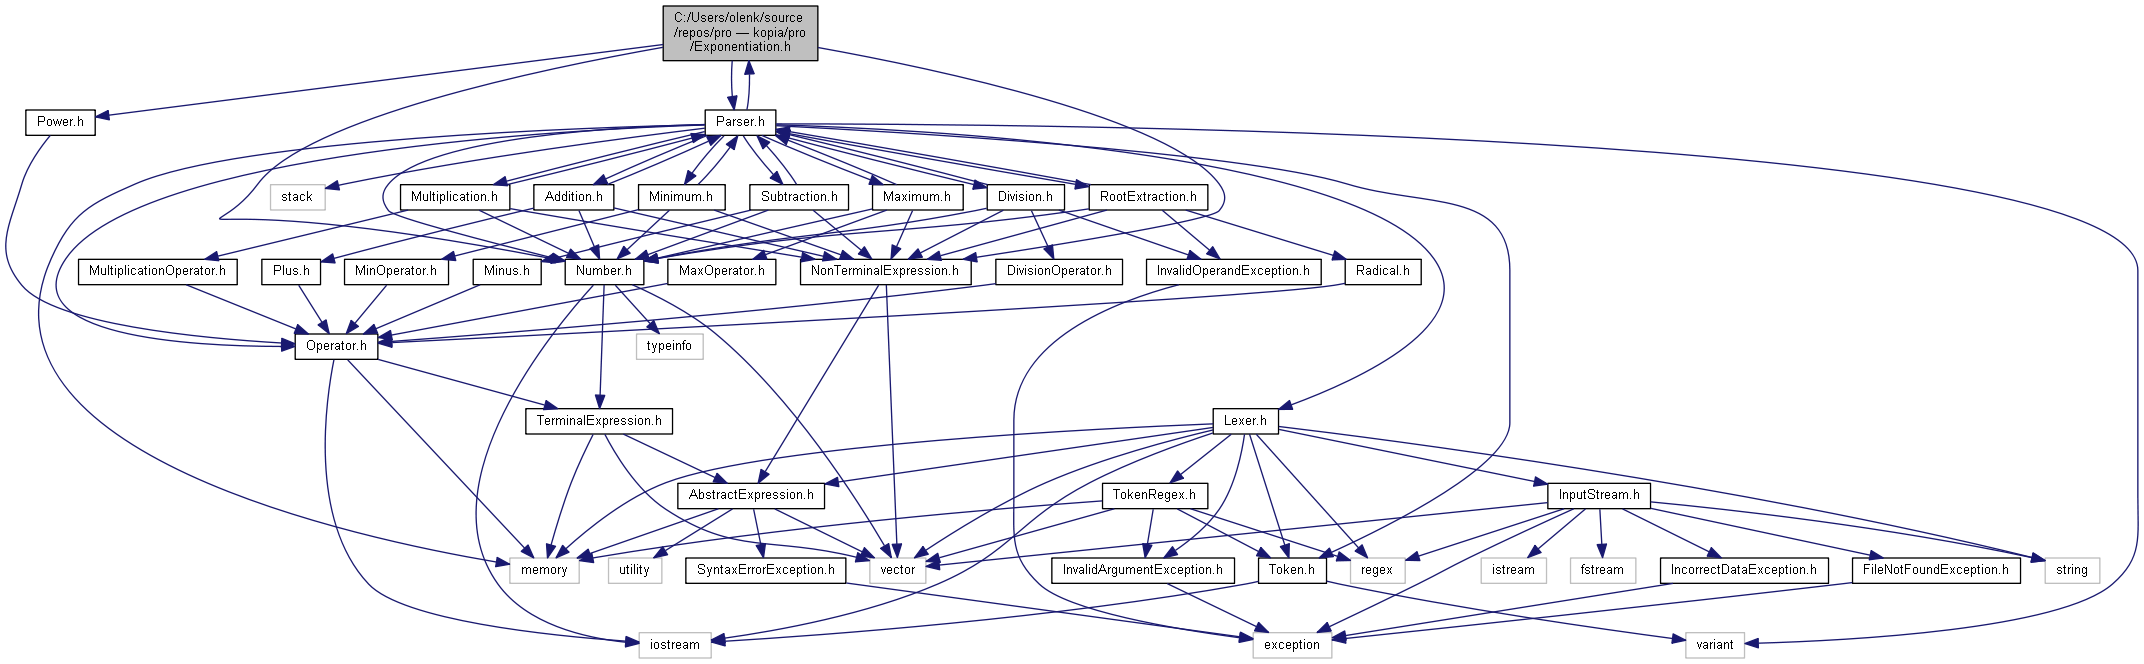 C:/Users/olenk/source
/repos/pro — kopia/pro
/Exponentiation.h
Power.h
Parser.h
stack
Multiplication.h
Addition.h
Minimum.h
Subtraction.h
Maximum.h
Division.h
RootExtraction.h
MultiplicationOperator.h
Plus.h
MinOperator.h
Minus.h
Number.h
MaxOperator.h
NonTerminalExpression.h
DivisionOperator.h
InvalidOperandException.h
Radical.h
Operator.h
typeinfo
TerminalExpression.h
Lexer.h
AbstractExpression.h
TokenRegex.h
InputStream.h
memory
utility
SyntaxErrorException.h
vector
InvalidArgumentException.h
Token.h
regex
istream
fstream
IncorrectDataException.h
FileNotFoundException.h
string
iostream
exception
variant